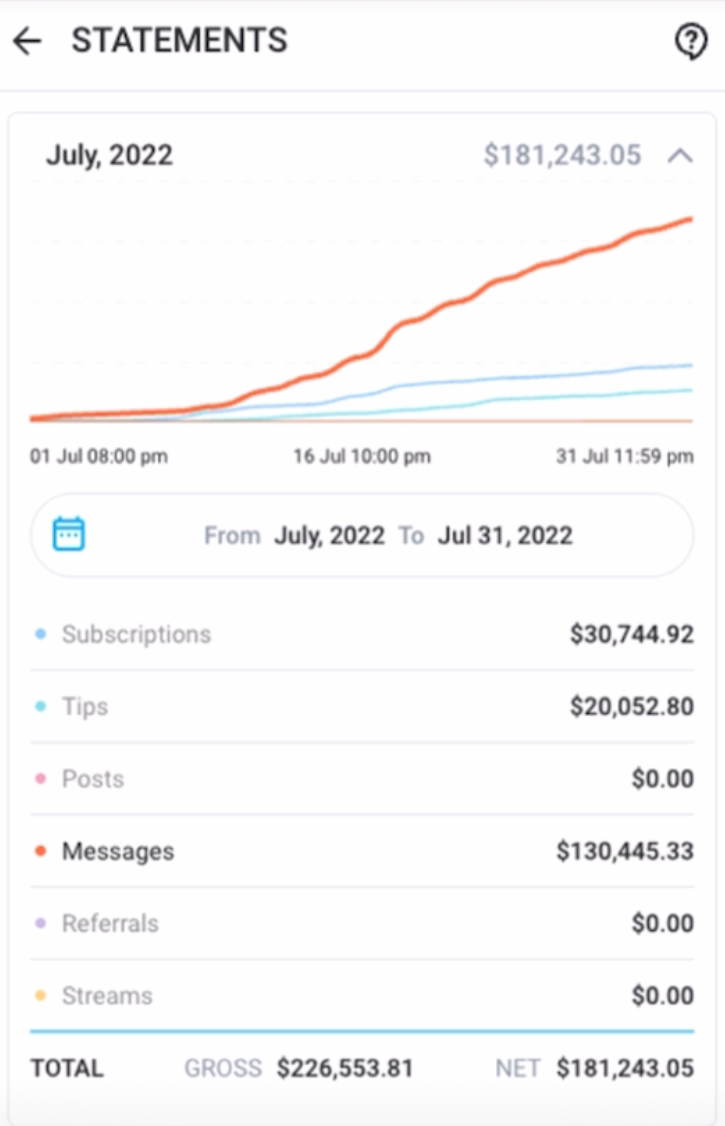 STATEMENTS
July, 2022 $181,243.05
01 Jul 08:00 pm 16 Jul 10:00 pm 31 Jul 11:59 pm
From July, 2022 To Jul 31, 2022
Subscriptions $30,744.92
Tips $20,052.80
Posts $0.00
Messages $130,445.33
Referrals $0.00
Streams $0.00
TOTAL GROSS $226,553.81 NET $181,243.05